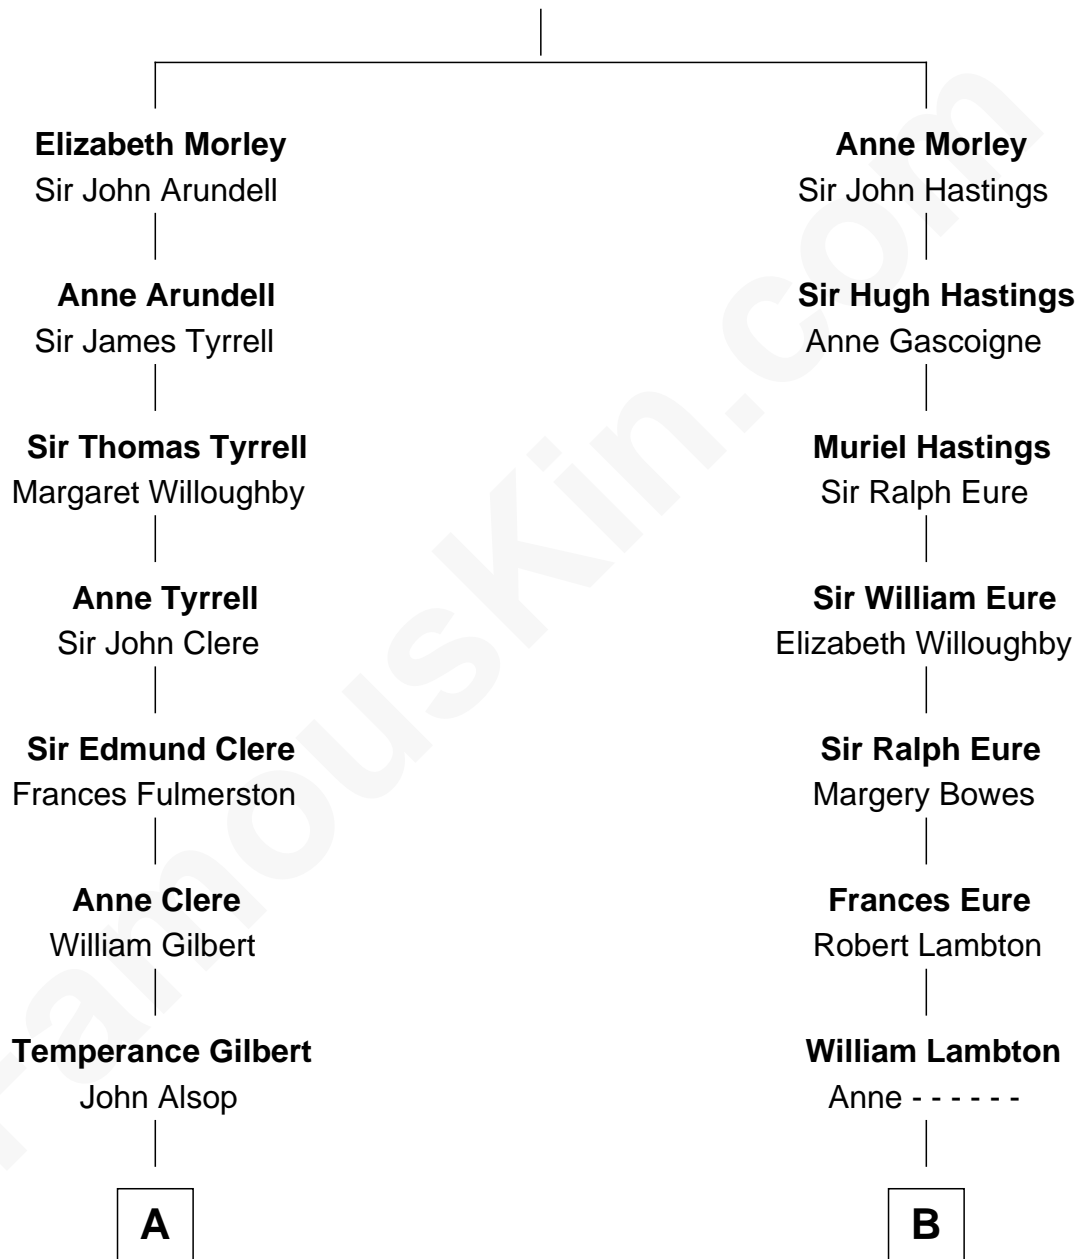 Elizabeth Morley
Sir John Arundell
Anne Arundell
Sir James Tyrrell
Sir Thomas Tyrrell
Margaret Willoughby
Anne Tyrrell
Sir John Clere
Sir Edmund Clere
Frances Fulmerston
Anne Clere
William Gilbert
Temperance Gilbert
John Alsop
A
Anne Morley
Sir John Hastings
Sir Hugh Hastings
Anne Gascoigne
Muriel Hastings
Sir Ralph Eure
Sir William Eure
Elizabeth Willoughby
Sir Ralph Eure
Margery Bowes
Frances Eure
Robert Lambton
William Lambton
Anne - - - - - -
B
FamousKin.com